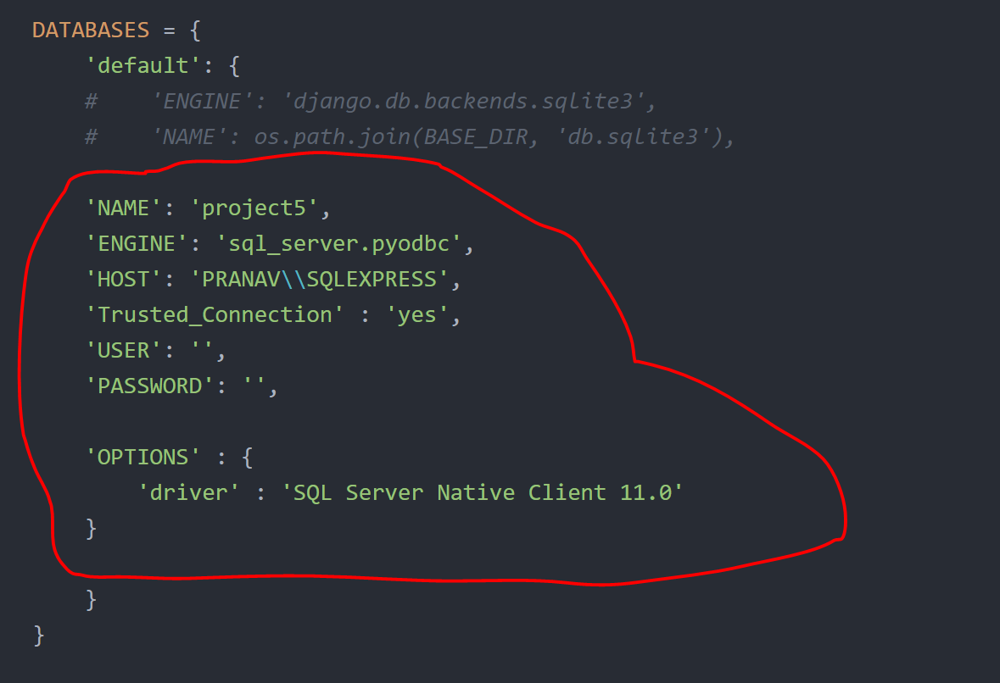 DATABASES = {
'default': {
#    'ENGINE': 'django.db.backends.sqlite3',
#    'NAME': os.path.join(BASE_DIR, 'db.sqlite3'),
'NAME': 'project5',
'ENGINE': 'sql_server.pyodbc',
'HOST': 'PRANAV\\SQLEXPRESS',
'Trusted_Connection' : 'yes',
'USER': '',
'PASSWORD': '',
'OPTIONS' : {
'driver' : 'SQL Server Native Client 11.0'
}
}
}